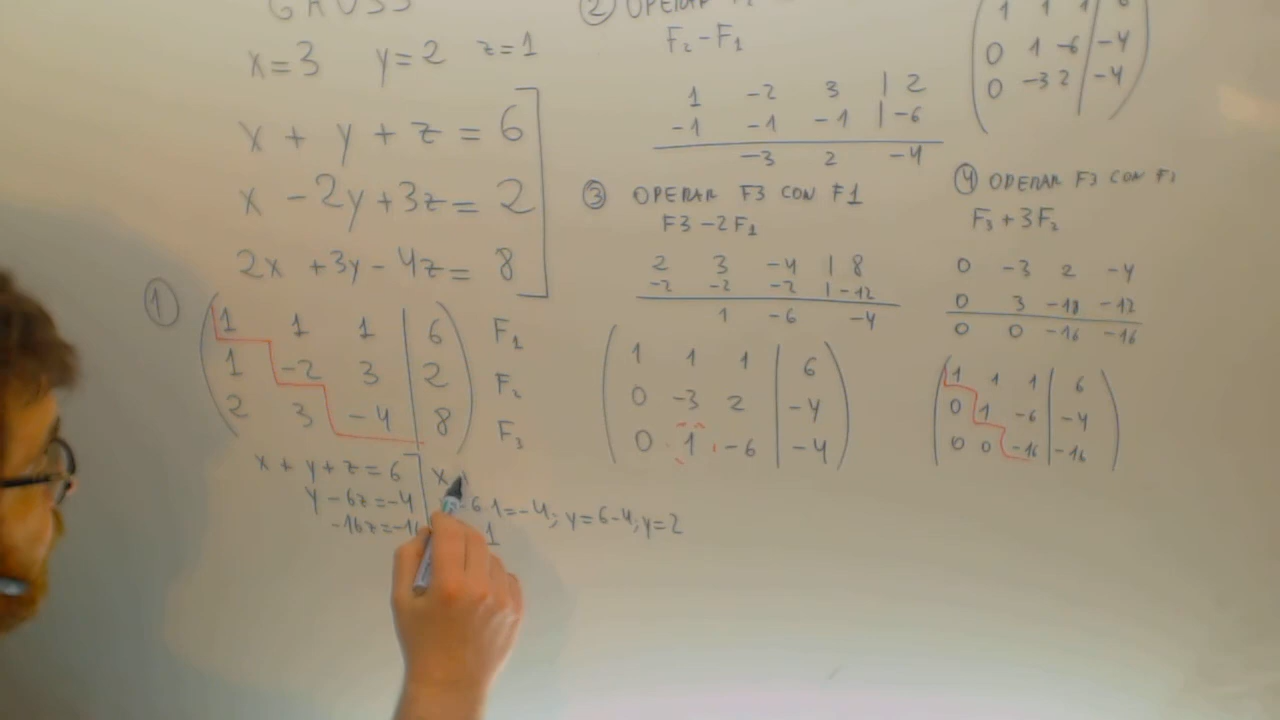 GAUSS
x=3 y=2 z=1
x + y + z = 6
x - 2y + 3z = 2
2x + 3y - 4z = 8
①
1 1 1 | 6 F₁
1 -2 3 | 2 F₂
2 3 -4 | 8 F₃
x + y + z = 6
y - 6z = -4
-16z = -16
x
-6·1=-4; y=6-4; y=2
1
② OPERAR
F₂ - F₁
1 -2 3 | 2
-1 -1 -1 | -6
-3 2 -4
③ OPERAR F3 CON F1
F3 - 2F₁
2 3 -4 | 8
-2 -2 -2 | -12
1 -6 -4
1 1 1 | 6
0 -3 2 | -4
0 1 -6 | -4
1 1 1 | 6
0 1 -6 | -4
0 -3 2 | -4
④ OPERAR F3 CON
F₃ + 3F₂
0 -3 2 -4
0 3 -18 -12
0 0 -16 -16
1 1 1 | 6
0 1 -6 | -4
0 0 -16 | -16